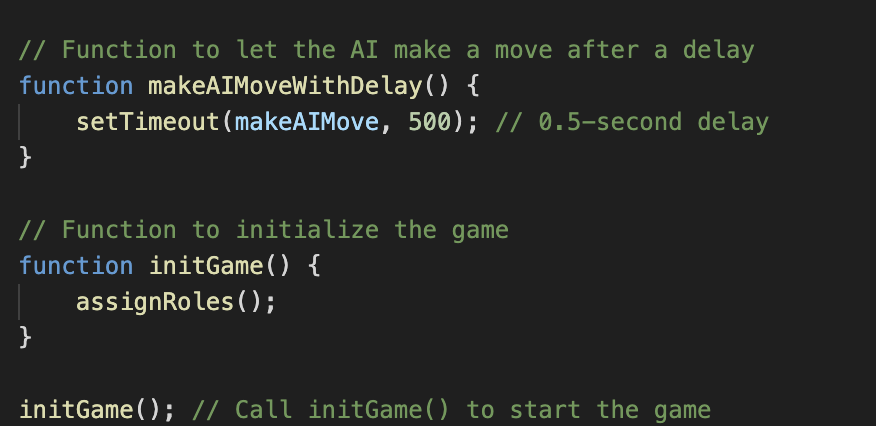 // Function to let the AI make a move after a delay
function makeAIMoveWithDelay() {
    setTimeout(makeAIMove, 500); // 0.5-second delay
}

// Function to initialize the game
function initGame() {
    assignRoles();
}

initGame(); // Call initGame() to start the game